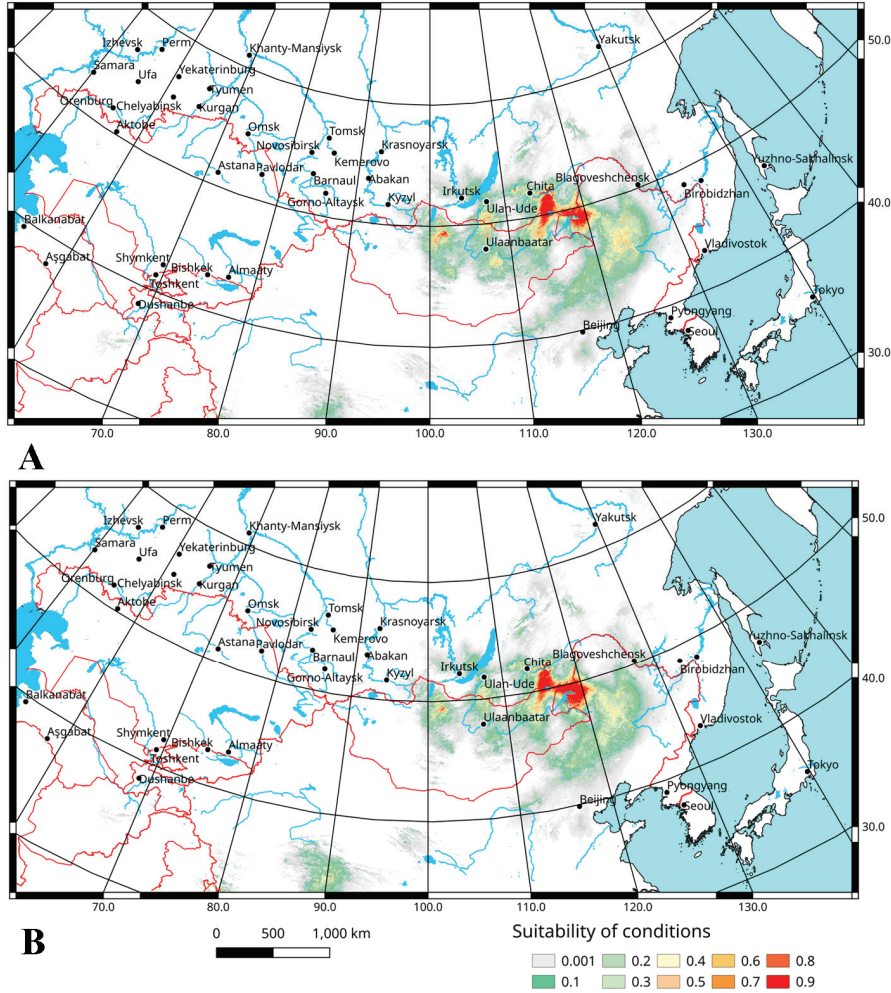 Izhevsk Perm
Khanty-Mansiysk
Yakutsk
50.0
Samara
Ufa
Yekaterinburg
Tyumen
Orenburg
Chelyabinsk
Kurgan
Aktobe
Omsk
Tomsk
Novosibirsk
Krasnoyarsk
Kemerovo
Yuzhno-Sakhalinsk
Astana
Pavlodar
Barnaul
Abakan
Irkutsk
Chita
Blagoveshchensk
Birobidzhan
Gorno-Altaysk
Kyzyl
Ulan-Ude
40.0
Balkanabat
Ulaanbaatar
Vladivostok
Aşgabat
Shymkent
Bishkek
Almaaty
Toshkent
Tokyo
Dushanbe
Beijing
Pyongyang
Seoul
30.0
70.0 80.0 90.0 100.0 110.0 120.0 130.0
A
Izhevsk Perm
Khanty-Mansiysk
Yakutsk
50.0
Samara
Ufa
Yekaterinburg
Tyumen
Orenburg
Chelyabinsk
Kurgan
Aktobe
Omsk
Tomsk
Novosibirsk
Krasnoyarsk
Kemerovo
Yuzhno-Sakhalinsk
Astana
Pavlodar
Barnaul
Abakan
Irkutsk
Chita
Blagoveshchensk
Birobidzhan
Gorno-Altaysk
Kyzyl
Ulan-Ude
40.0
Balkanabat
Ulaanbaatar
Vladivostok
Aşgabat
Shymkent
Bishkek
Almaaty
Toshkent
Tokyo
Dushanbe
Beijing
Pyongyang
Seoul
30.0
70.0 80.0 90.0 100.0 110.0 120.0 130.0
B
0 500 1,000 km
Suitability of conditions
0.001 0.2 0.4 0.6 0.8
0.1 0.3 0.5 0.7 0.9